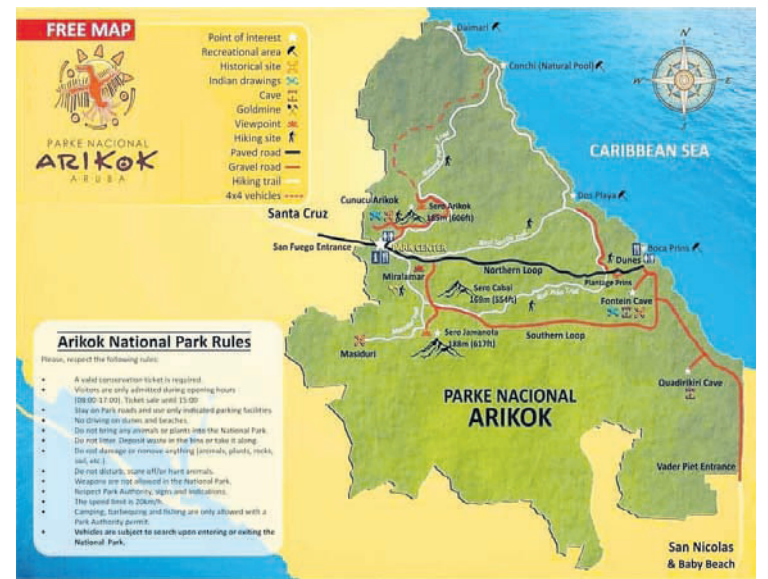 FREE MAP
PARKE NACIONAL
ARIKOK
ARUBA
Point of interest
Recreational area
Historical site
Indian drawings
Cave
Goldmine
Viewpoint
Hiking site
Paved road
Gravel road
Hiking trail
4x4 vehicles
Daimari
Conchi (Natural Pool)
N
W
E
S
CARIBBEAN SEA
Cunucu Arikok
Sero Arikok
185m (606ft)
Dos Playa
Santa Cruz
San Fuego Entrance
PARK CENTER
Boca Prins
Dunes
Northern Loop
Plantage Prins
Miralamar
Sero Cabai
169m (554ft)
Fontein Cave
Sero Jamanota
188m (617ft)
Southern Loop
Masiduri
Quadirikiri Cave
PARKE NACIONAL
ARIKOK
Vader Piet Entrance
San Nicolas
& Baby Beach
Arikok National Park Rules
Please, respect the following rules:
A valid conservation ticket is required.
Visitors are only admitted during opening hours
(08:00-17:00). Ticket sale until 15:00
Stay on Park roads and use only indicated parking facilities
No driving on dunes and beaches.
Do not bring any animals or plants into the National Park.
Do not litter. Deposit waste in the bins or take it along.
Do not damage or remove anything (animals, plants, rocks,
soil, etc.)
Do not disturb, scare off/or hunt animals.
Weapons are not allowed in the National Park.
Respect Park Authority, signs and indications.
The speed limit is 20km/h.
Camping, barbequing and fishing are only allowed with a
Park Authority permit.
Vehicles are subject to search upon entering or exiting the
National Park.